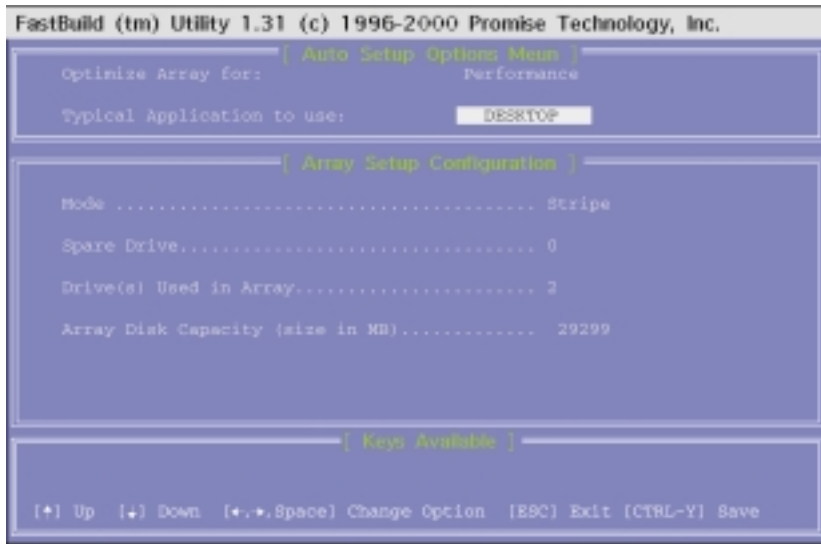 FastBuild (tm) Utility 1.31 (c) 1996-2000 Promise Technology, Inc.
[ Auto Setup Options Meun ]
Optimize Array for: Performance
Typical Application to use: DESKTOP
[ Array Setup Configuration ]
Mode ....................................... Stripe
Spare Drive................................. 0
Drive(s) Used in Array...................... 2
Array Disk Capacity (size in MB)............. 29299
[ Keys Available ]
[↑] Up [↓] Down [←,→,Space] Change Option [ESC] Exit [CTRL-Y] Save